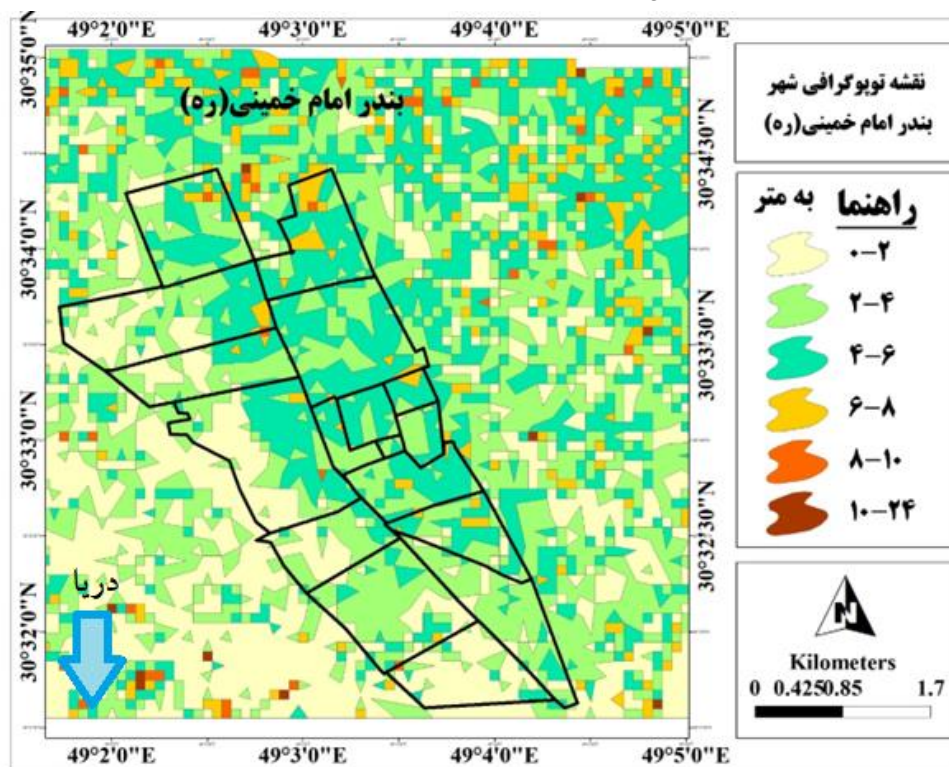 49°2'0"E 49°3'0"E 49°4'0"E 49°5'0"E
بندر امام خمینی(ره)
30°35'0"N
30°34'0"N
30°33'0"N
30°32'0"N
دریا
30°34'30"N
30°33'30"N
30°32'30"N
49°2'0"E 49°3'0"E 49°4'0"E 49°5'0"E
نقشه توپوگرافی شهر
بندر امام خمینی(ره)
راهنما به متر
۰-۲
۲-۴
۴-۶
۶-۸
۸-۱۰
۱۰-۲۴
N
Kilometers
0 0.425 0.85 1.7